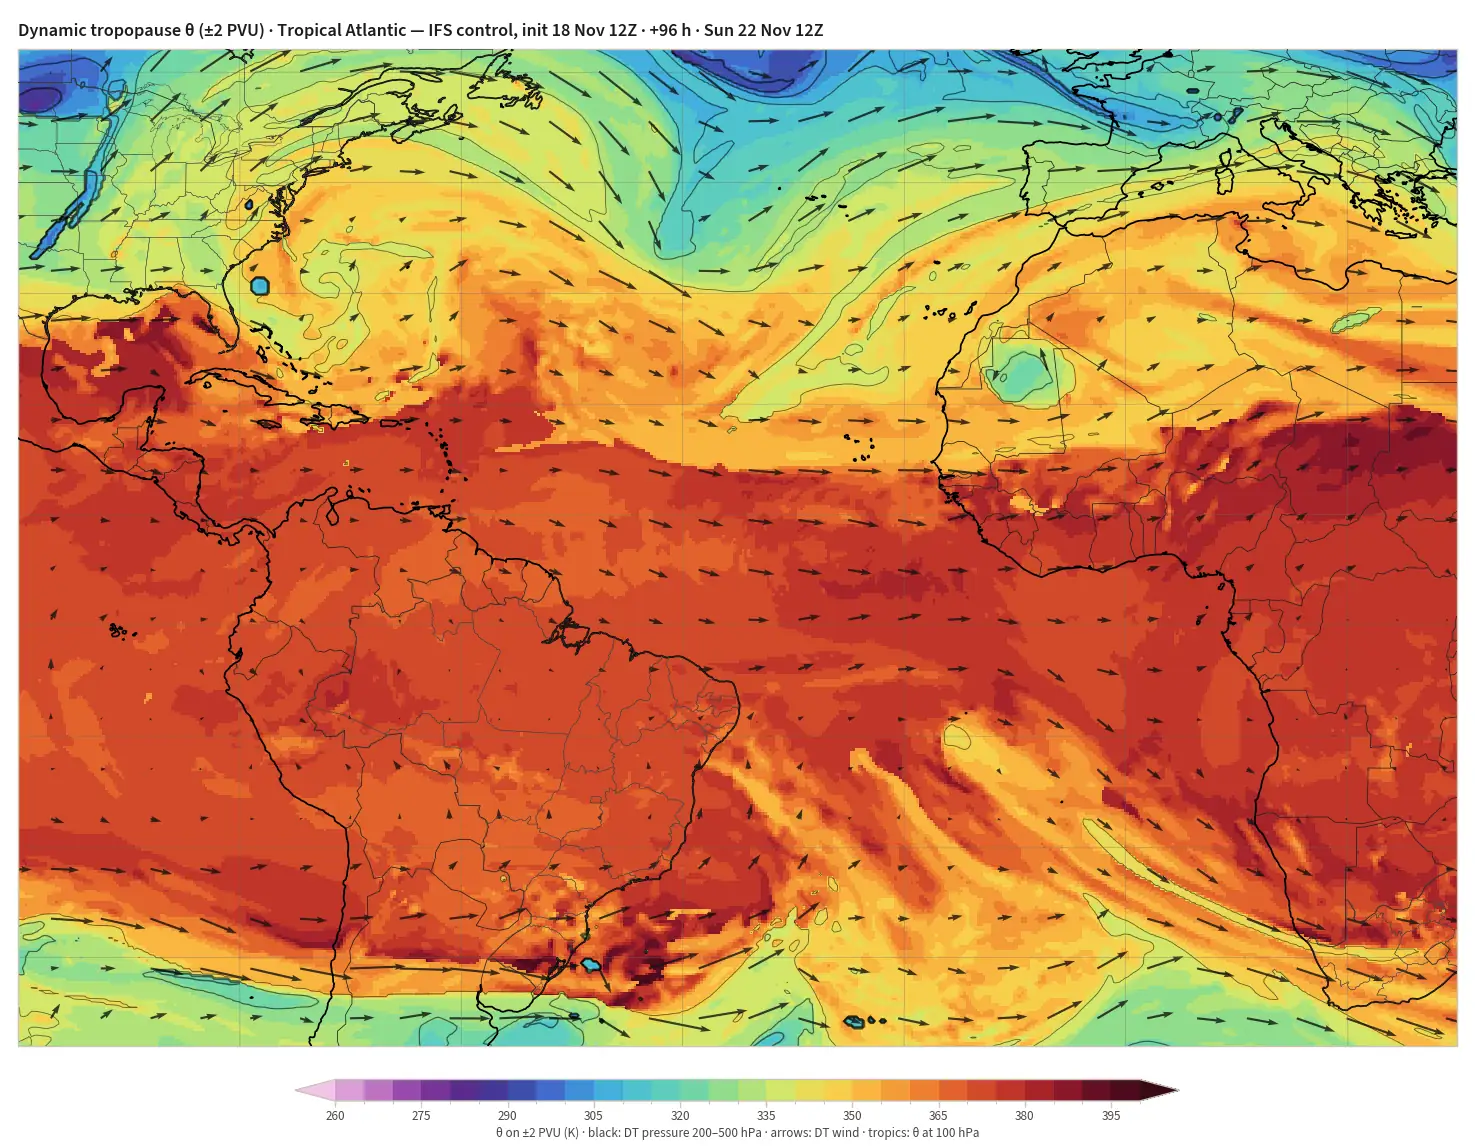 Dynamic tropopause θ (±2 PVU) · Tropical Atlantic — IFS control, init 18 Nov 12Z · +96 h · Sun 22 Nov 12Z
260 275 290 305 320 335 350 365 380 395
θ on ±2 PVU (K) · black: DT pressure 200–500 hPa · arrows: DT wind · tropics: θ at 100 hPa